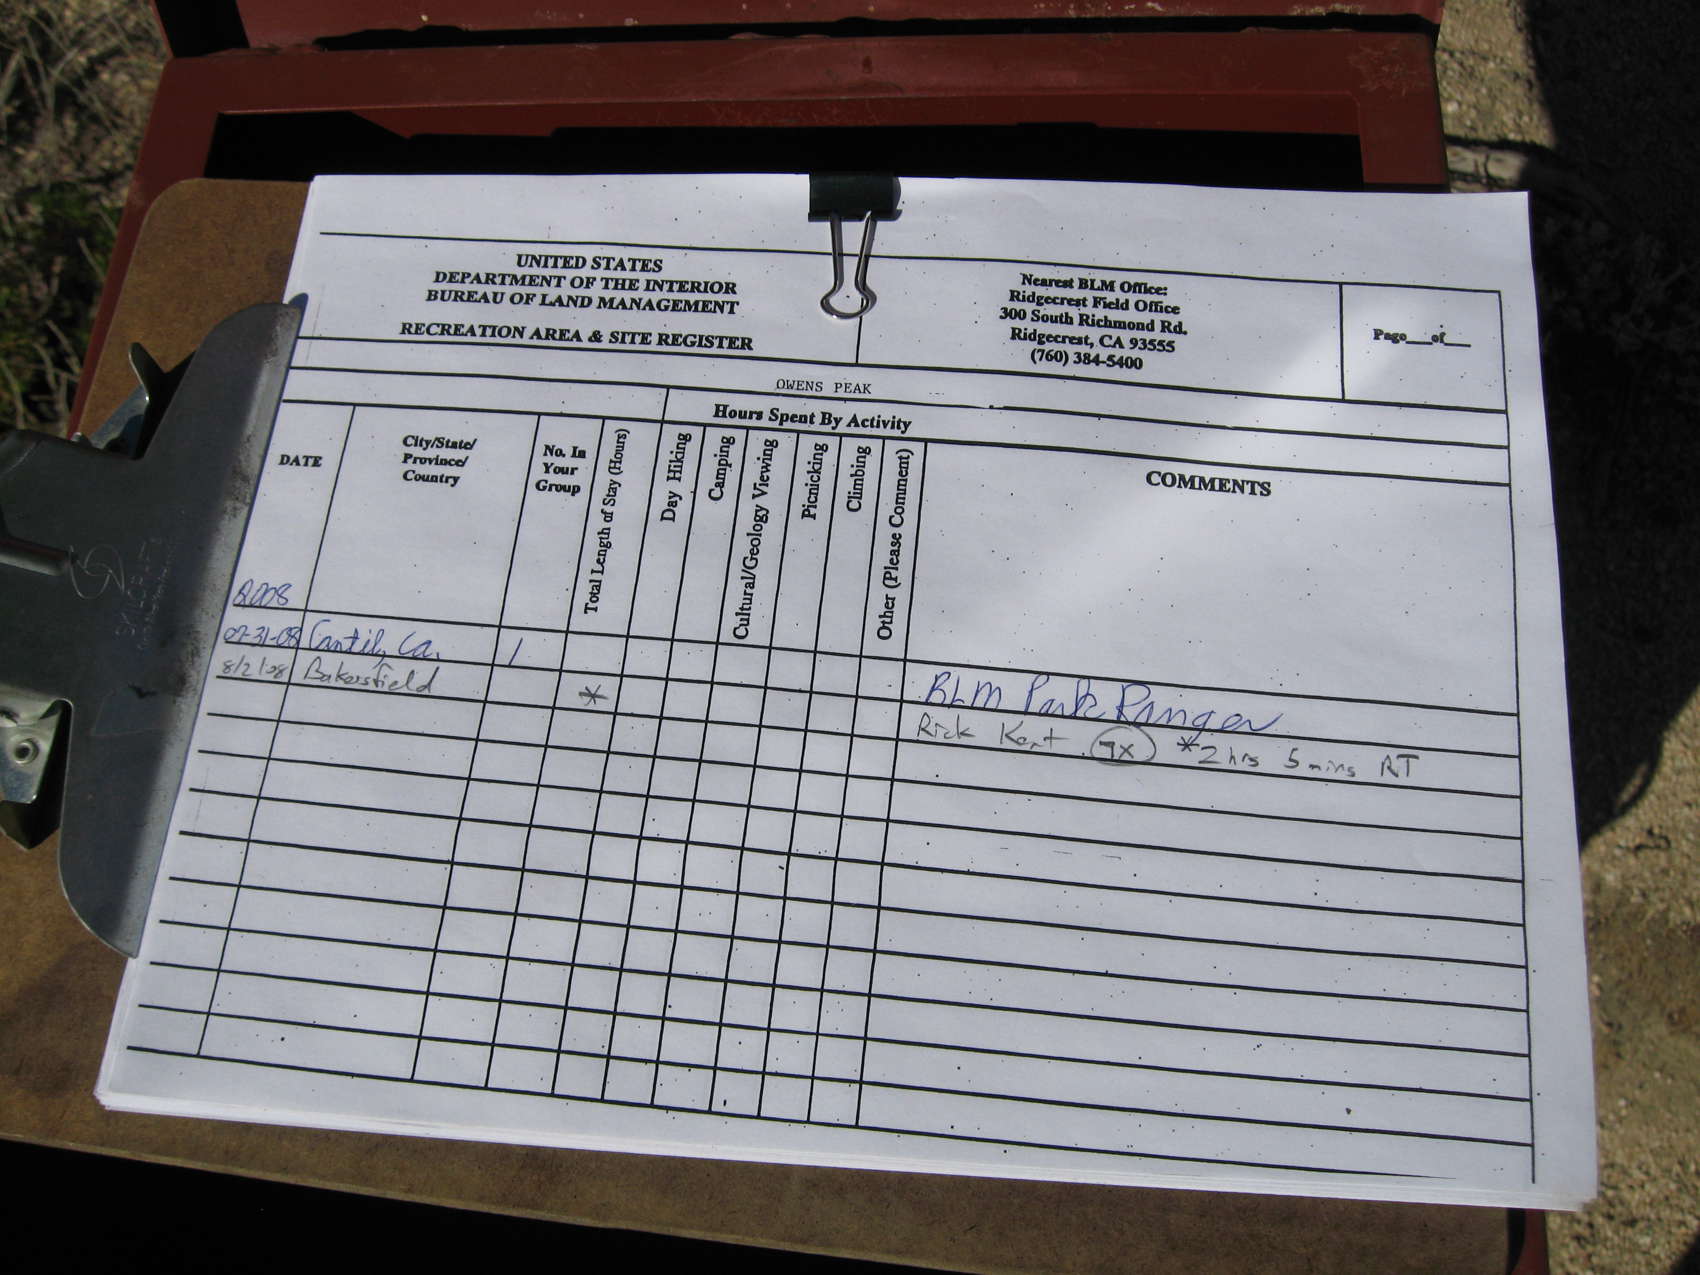 UNITED STATES
DEPARTMENT OF THE INTERIOR
BUREAU OF LAND MANAGEMENT
RECREATION AREA & SITE REGISTER
Nearest BLM Office:
Ridgecrest Field Office
300 South Richmond Rd.
Ridgecrest, CA 93555
(760) 384-5400
Page___of___
OWENS PEAK
Hours Spent By Activity
DATE
City/State/
Province/
Country
No. In
Your
Group
Total Length of Stay (Hours)
Day Hiking
Camping
Cultural/Geology Viewing
Picnicking
Climbing
Other (Please Comment)
COMMENTS
2008
07-31-08 Cantil, Ca. 1 BLM Park Ranger
8/2/08 Bakersfield * Rick Kent *2 hrs 5 mins RT